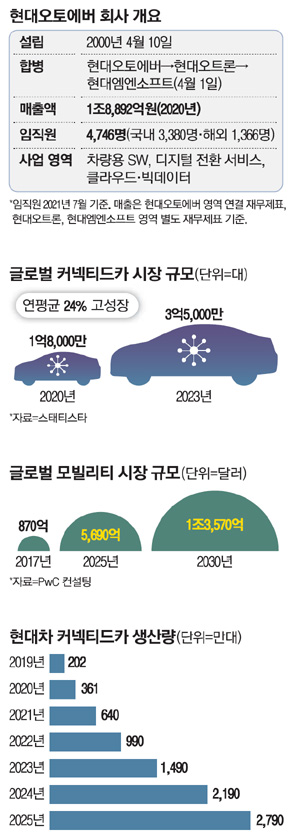 현대오토에버 회사 개요
설립 2000년 4월 10일
합병 현대오토에버→현대오트론→
현대엠엔소프트(4월 1일)
매출액 1조8,892억원(2020년)
임직원 4,746명(국내 3,380명·해외 1,366명)
사업 영역 차량용 SW, 디지털 전환 서비스,
클라우드·빅데이터
*임직원 2021년 7월 기준. 매출은 현대오토에버 영역 연결 재무제표,
현대오트론, 현대엠엔소프트 영역 별도 재무제표 기준.
글로벌 커넥티드카 시장 규모(단위=대)
연평균 24% 고성장
1억8,000만
3억5,000만
2020년
2023년
*자료=스태티스타
글로벌 모빌리티 시장 규모(단위=달러)
870억
5,690억
1조3,570억
2017년
2025년
2030년
*자료=PwC 컨설팅
현대차 커넥티드카 생산량(단위=만대)
2019년 202
2020년 361
2021년 640
2022년 990
2023년 1,490
2024년 2,190
2025년 2,790